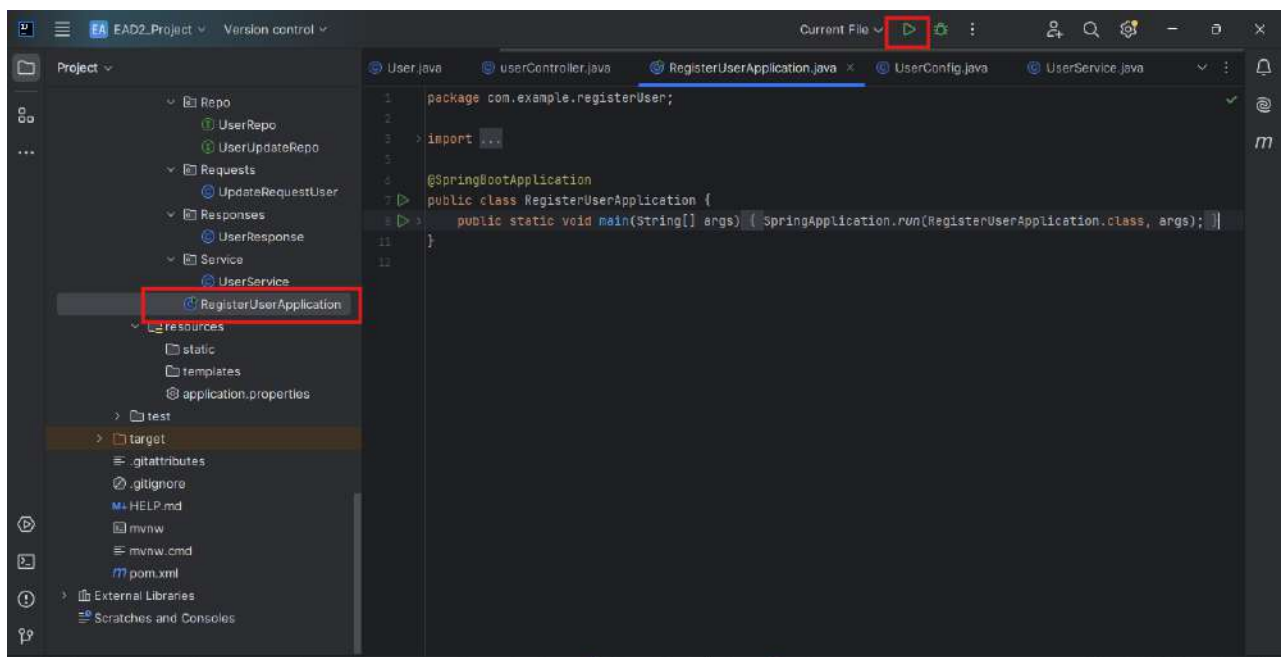 EA EAD2_Project Version control Current File
Project
User.java userController.java RegisterUserApplication.java UserConfig.java UserService.java
Repo
UserRepo
UserUpdateRepo
Requests
UpdateRequestUser
Responses
UserResponse
Service
UserService
RegisterUserApplication
resources
static
templates
application.properties
test
target
.gitattributes
.gitignore
M↓ HELP.md
mvnw
mvnw.cmd
m pom.xml
External Libraries
Scratches and Consoles
1 package com.example.registerUser;
2
3 import ...
5
6 @SpringBootApplication
7 public class RegisterUserApplication {
8 public static void main(String[] args) { SpringApplication.run(RegisterUserApplication.class, args); }
11 }
12
m